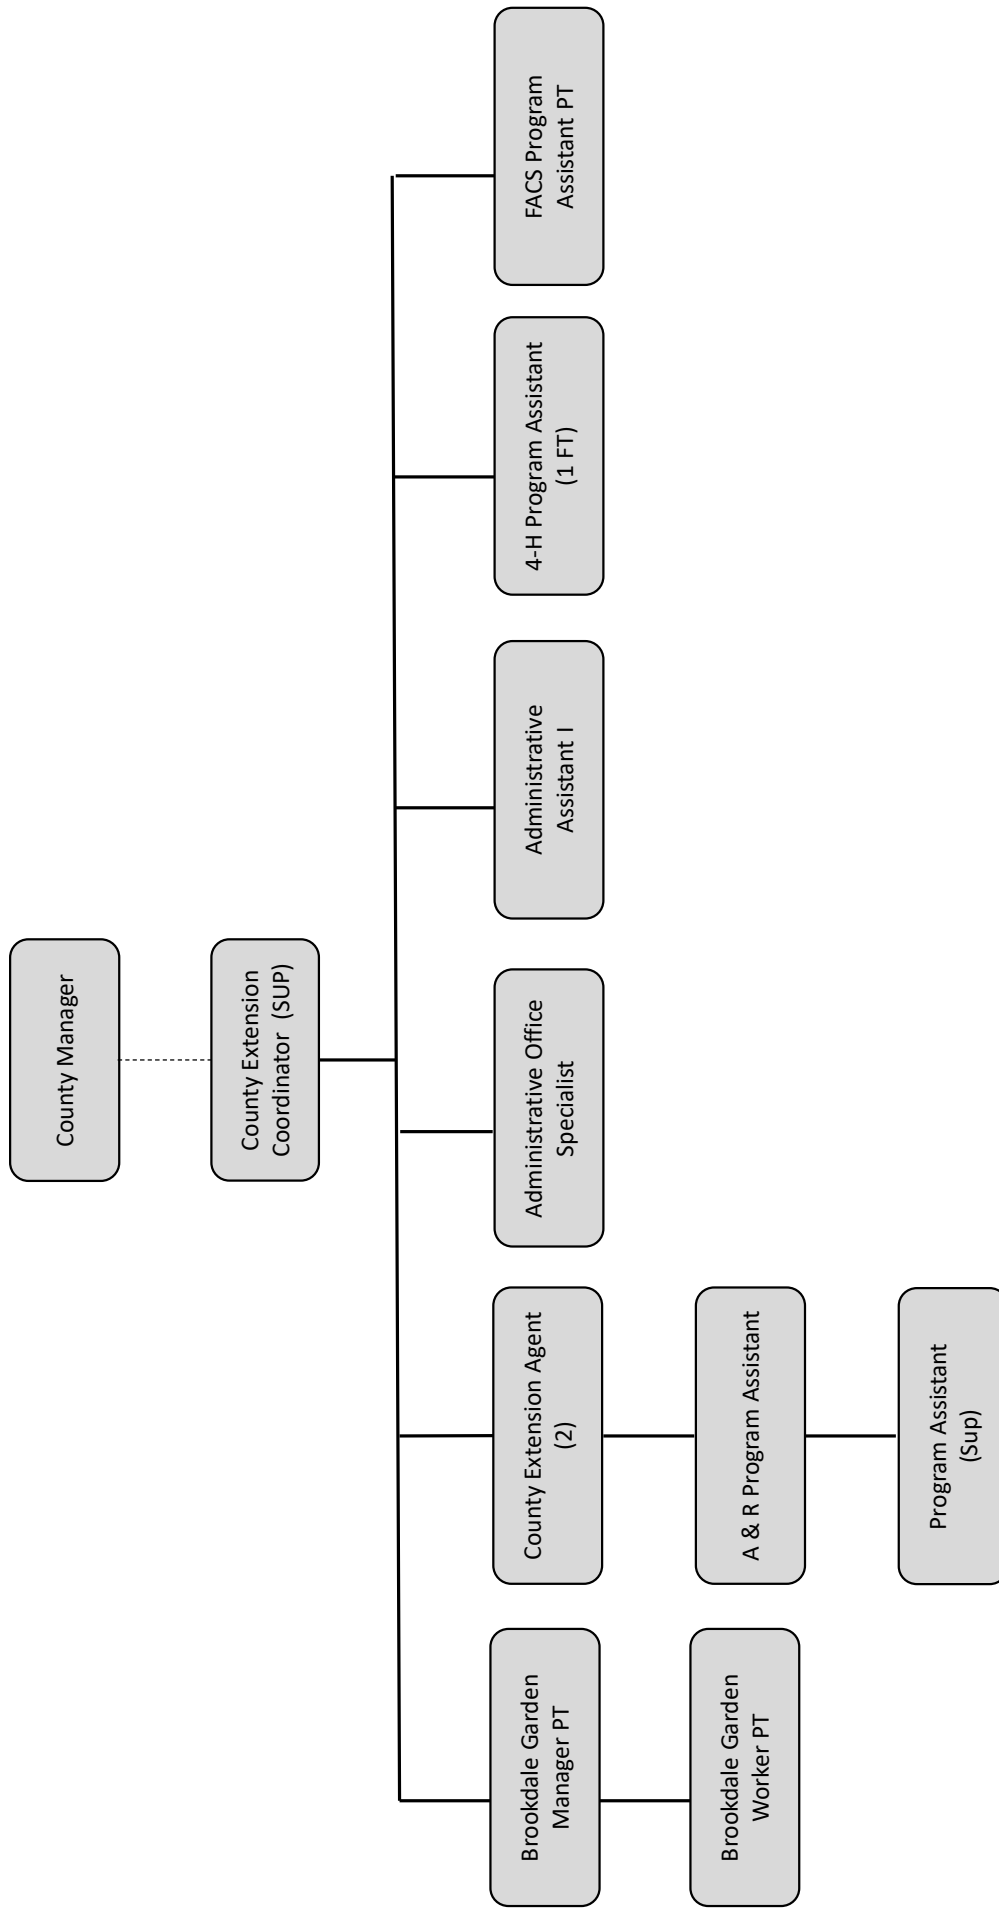 County Manager
County Extension
Coordinator (SUP)
Brookdale Garden
Manager PT
County Extension Agent
(2)
Administrative Office
Specialist
Administrative
Assistant I
4-H Program Assistant
(1 FT)
FACS Program
Assistant PT
Brookdale Garden
Worker PT
A & R Program Assistant
Program Assistant
(Sup)